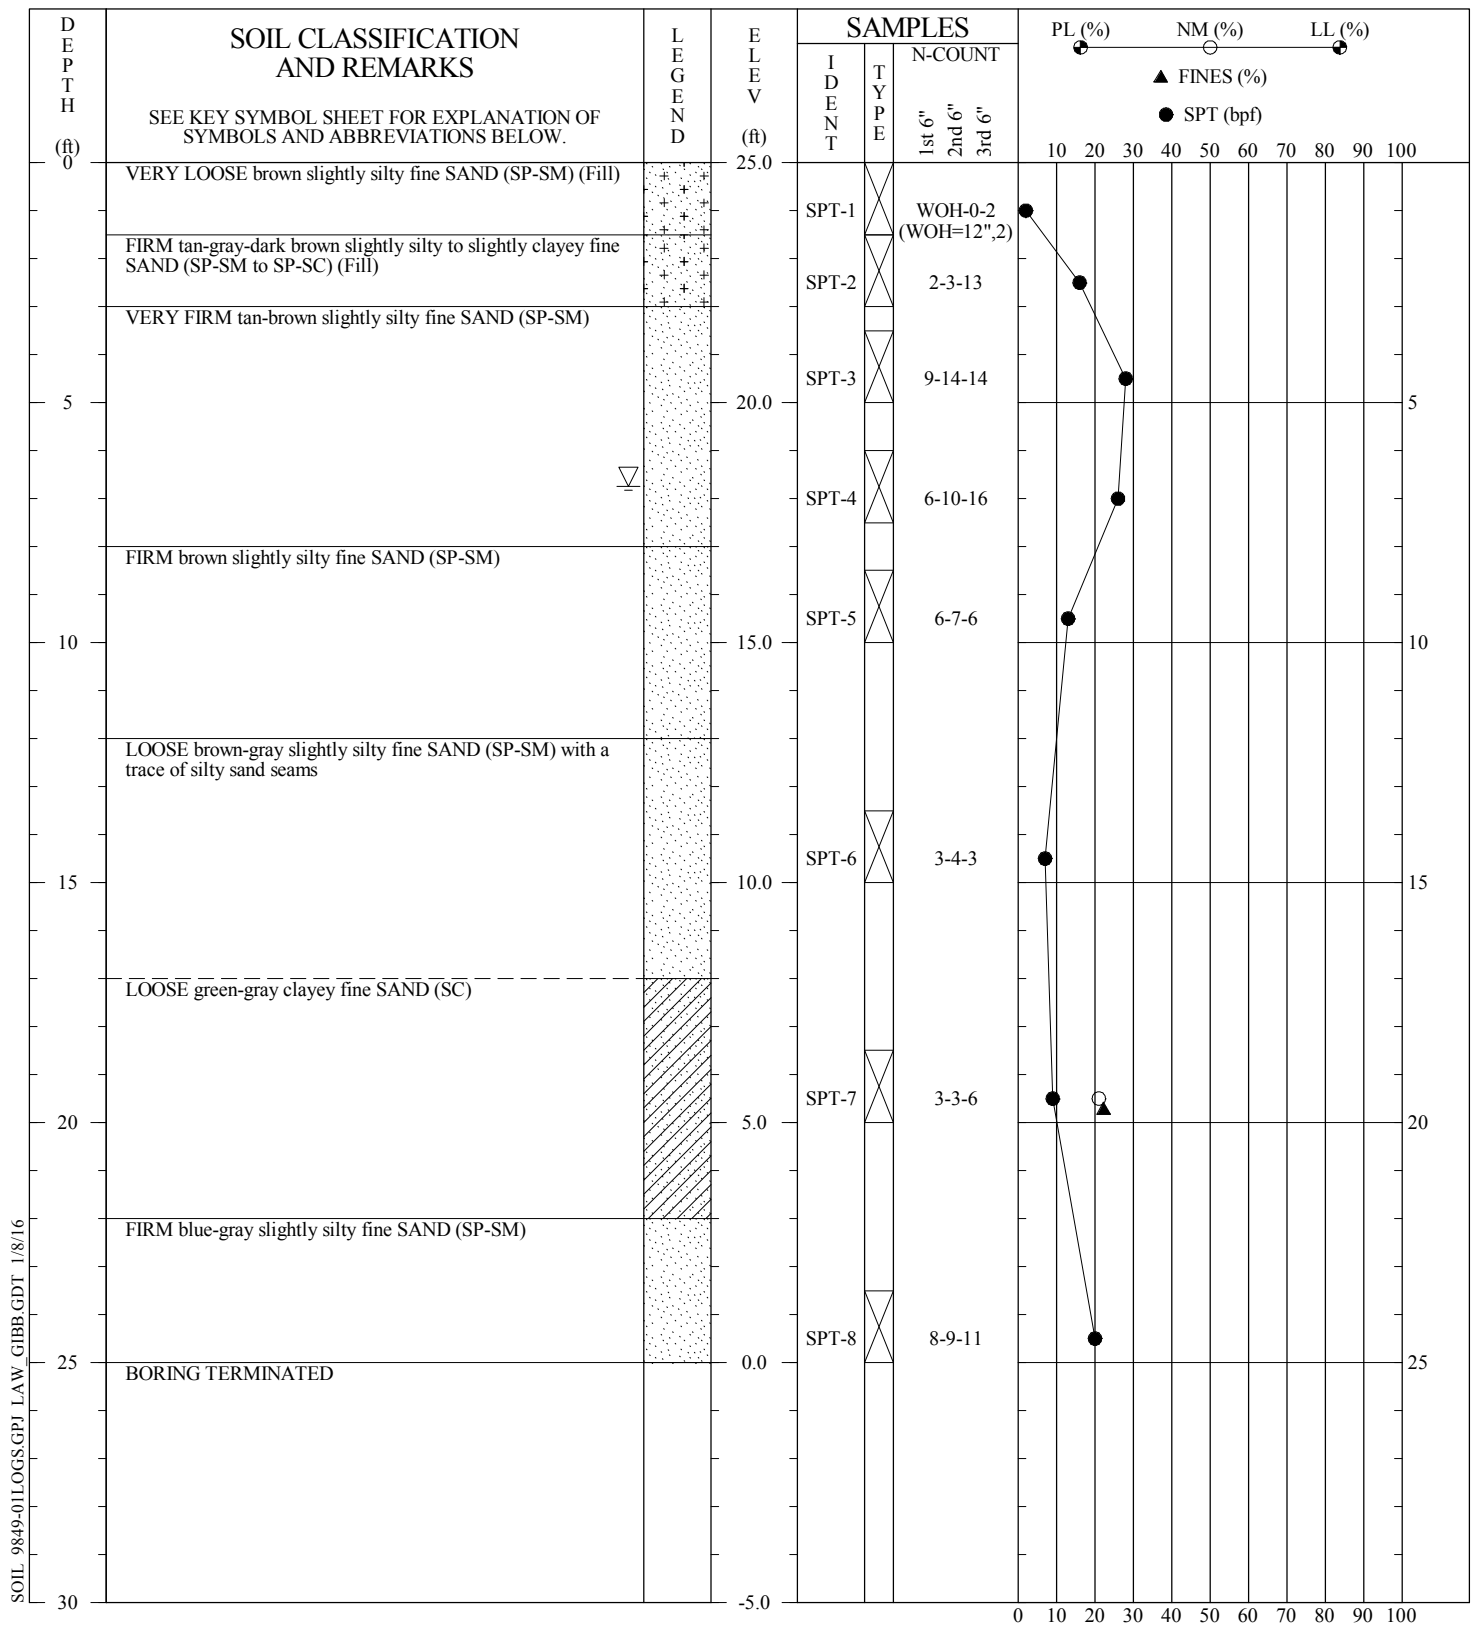 DEPTH
(ft)
SOIL CLASSIFICATION
AND REMARKS
SEE KEY SYMBOL SHEET FOR EXPLANATION OF
SYMBOLS AND ABBREVIATIONS BELOW.
LEGEND
ELEV
(ft)
SAMPLES
IDENT
TYPE
N-COUNT
1st 6"
2nd 6"
3rd 6"
PL (%) NM (%) LL (%)
FINES (%)
SPT (bpf)
10 20 30 40 50 60 70 80 90 100
0 25.0
VERY LOOSE brown slightly silty fine SAND (SP-SM) (Fill)
SPT-1 WOH-0-2
(WOH=12",2)
FIRM tan-gray-dark brown slightly silty to slightly clayey fine
SAND (SP-SM to SP-SC) (Fill)
SPT-2 2-3-13
VERY FIRM tan-brown slightly silty fine SAND (SP-SM)
SPT-3 9-14-14
5 20.0 5
SPT-4 6-10-16
FIRM brown slightly silty fine SAND (SP-SM)
SPT-5 6-7-6
10 15.0 10
LOOSE brown-gray slightly silty fine SAND (SP-SM) with a
trace of silty sand seams
SPT-6 3-4-3
15 10.0 15
LOOSE green-gray clayey fine SAND (SC)
SPT-7 3-3-6
20 5.0 20
FIRM blue-gray slightly silty fine SAND (SP-SM)
SPT-8 8-9-11
25 0.0 25
BORING TERMINATED
30 -5.0
0 10 20 30 40 50 60 70 80 90 100
SOIL 9849-01LOGS.GPJ LAW_GIBB.GDT 1/8/16